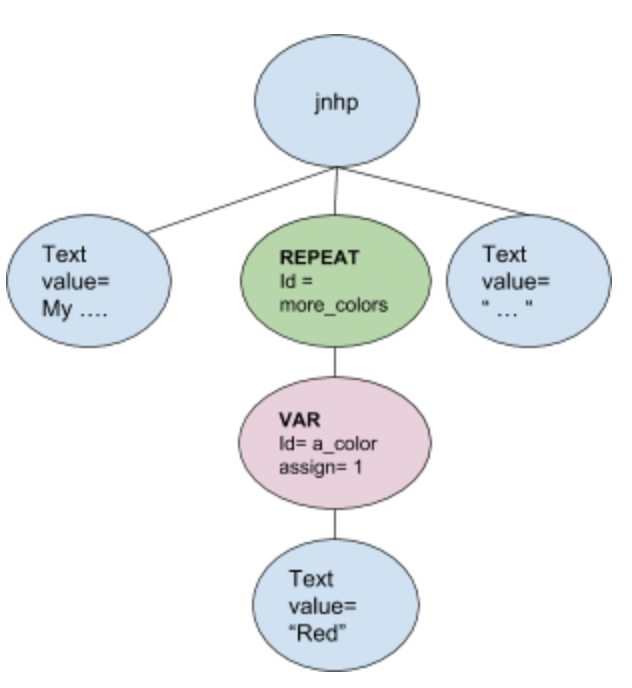 jnhp
Text
value=
My ....
REPEAT
Id =
more_colors
Text
value=
" ... "
VAR
Id= a_color
assign= 1
Text
value=
“Red”